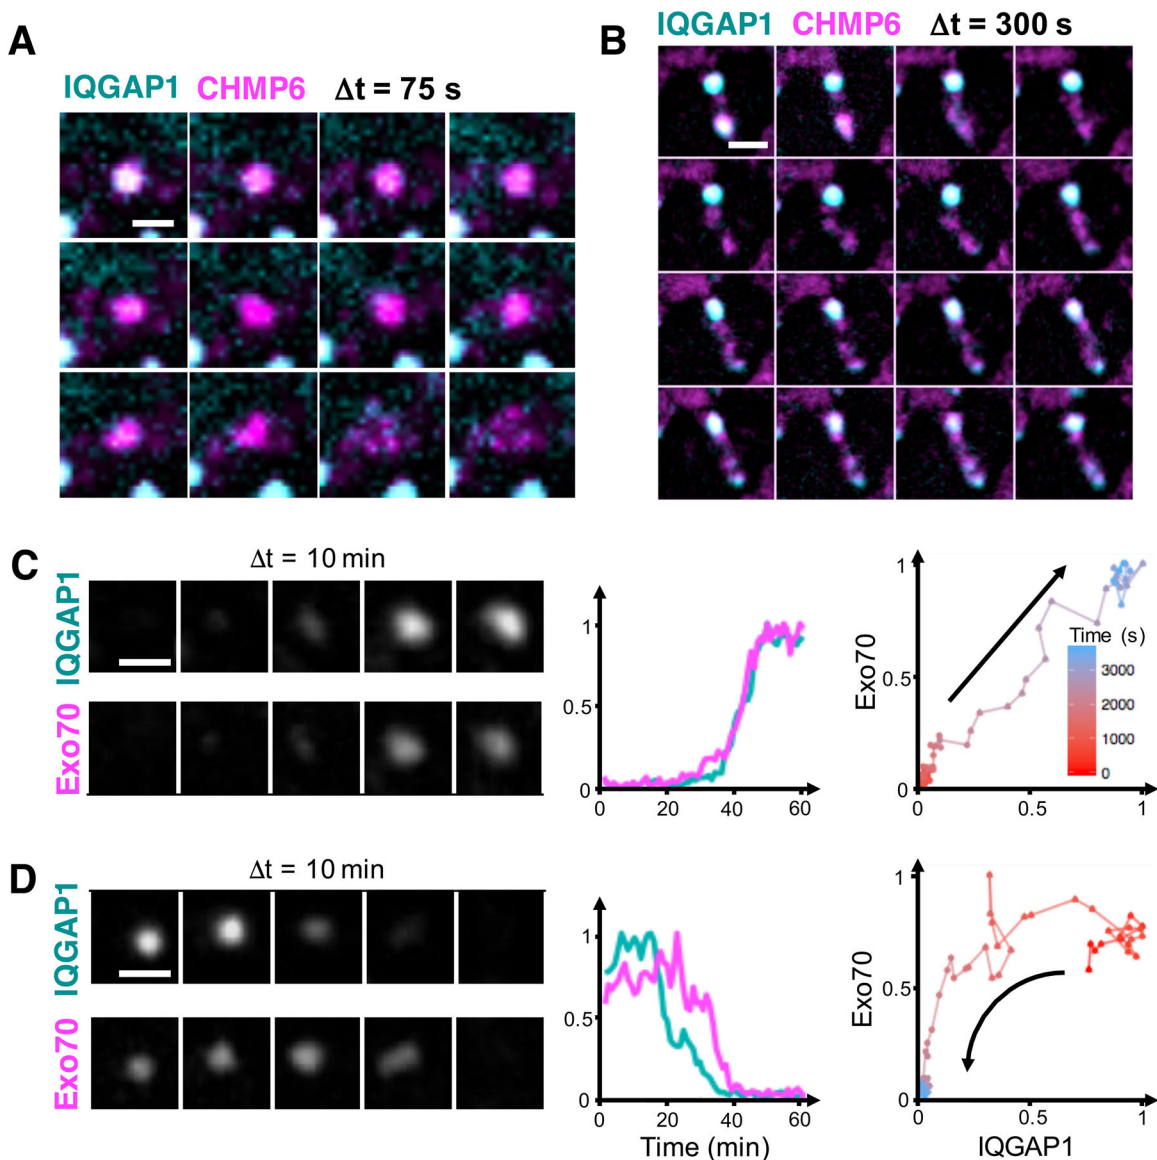 A
IQGAP1 CHMP6 Δt = 75 s
B
IQGAP1 CHMP6 Δt = 300 s
C
Δt = 10 min
IQGAP1
Exo70
1
0.5
0
0 20 40 60
Exo70
1
0.5
0
0.5 1
Time (s)
3000
2000
1000
0
D
Δt = 10 min
IQGAP1
Exo70
1
0.5
0
0 20 40 60
Time (min)
Exo70
1
0.5
0
0 0.5 1
IQGAP1